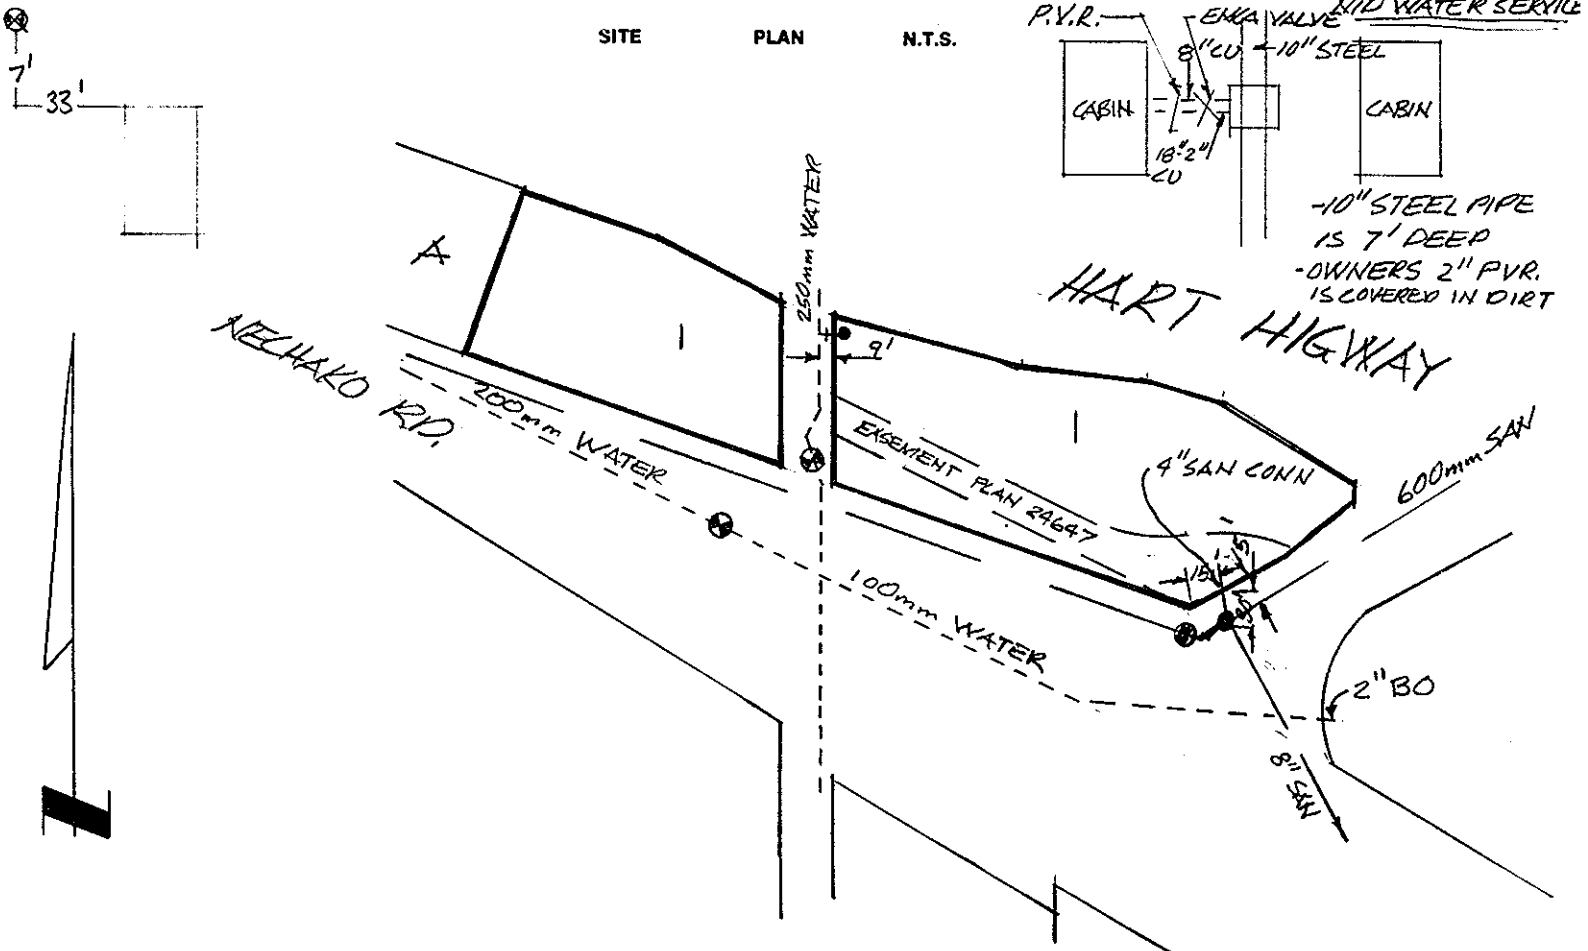 SITE PLAN N.T.S.
7'
33'
P.V.R.
VALVE
WATER SERVICE
8" CU
10" STEEL
CABIN
CABIN
18"-2"
CU
-10" STEEL PIPE
IS 7' DEEP
-OWNERS 2" PVR.
IS COVERED IN DIRT
HART HIGWAY
250mm WATER
A
1
9'
NECHAKO RD.
200mm WATER
EASEMENT PLAN 24647
1
4" SAN CONN
600mm SAN
15'
15'
100mm WATER
2" BO
8" SAN